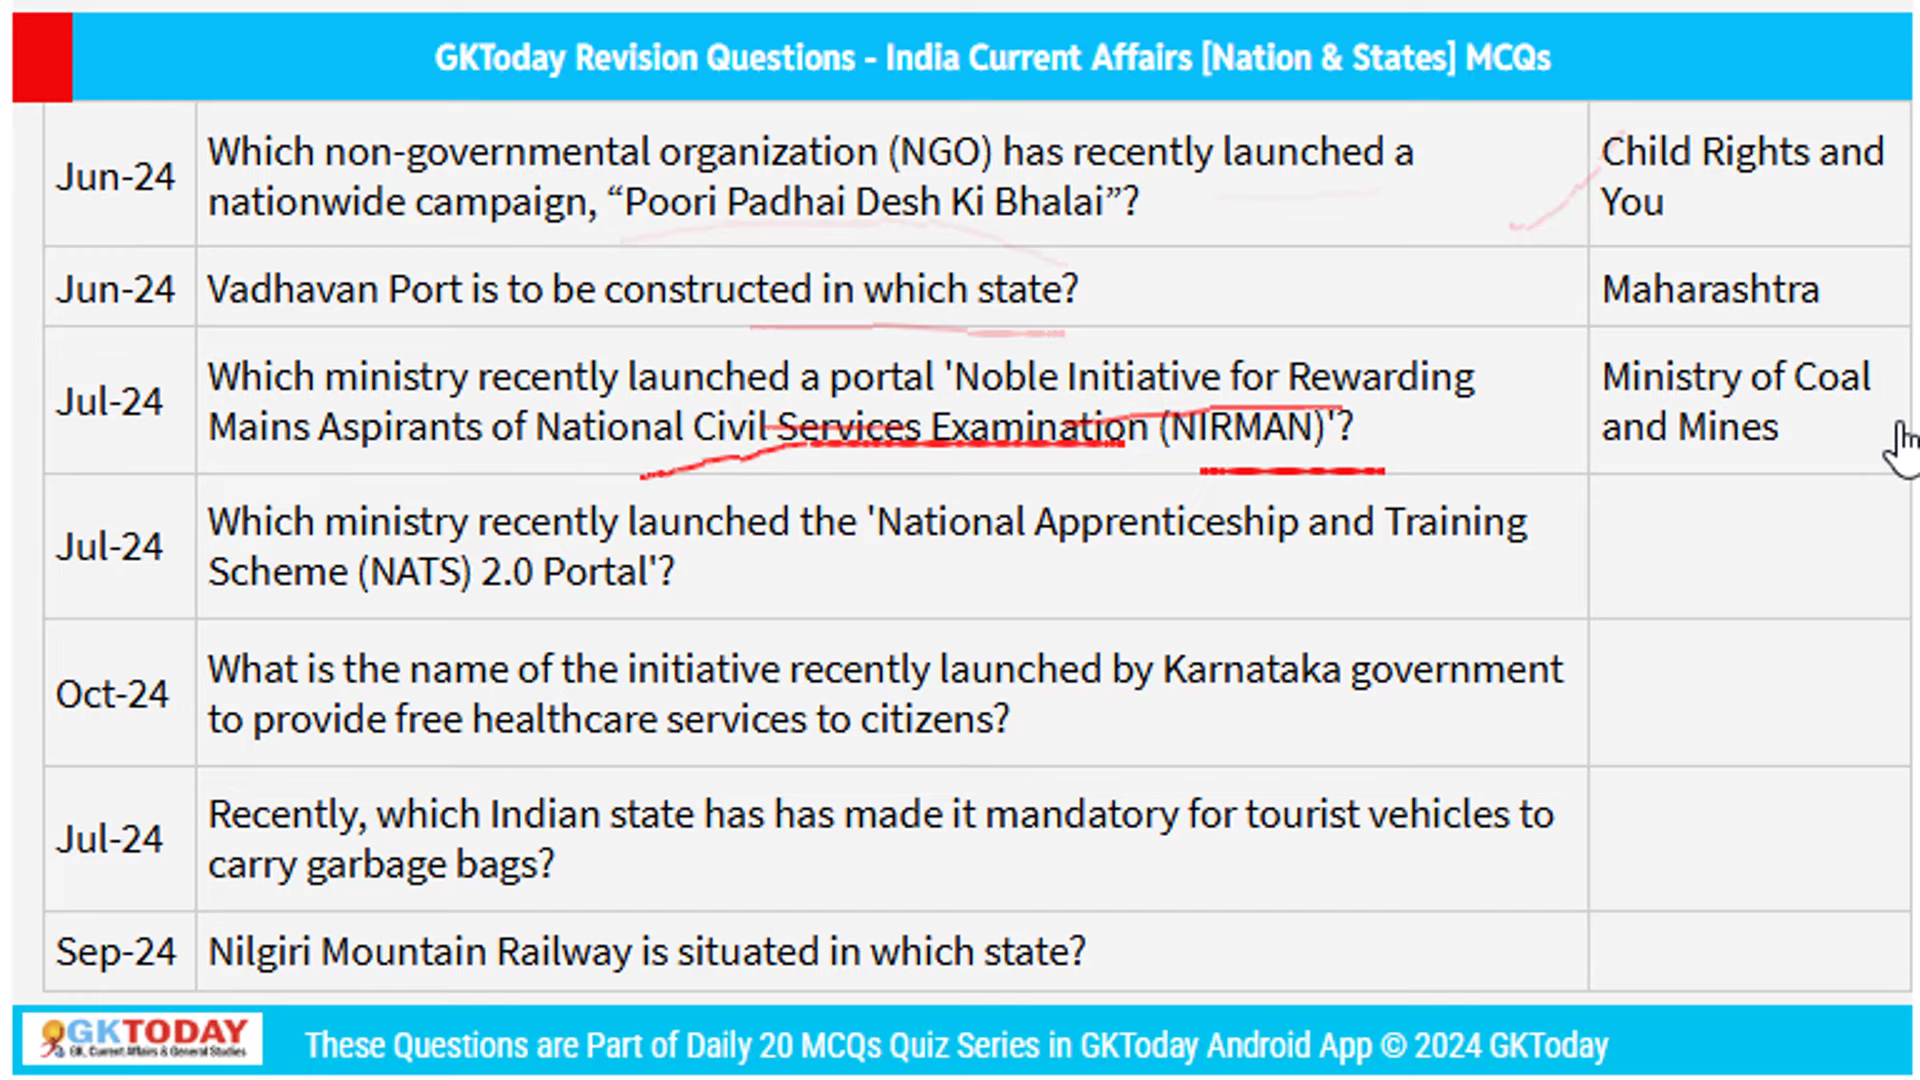 GKToday Revision Questions - India Current Affairs [Nation & States] MCQs
Jun-24
Which non-governmental organization (NGO) has recently launched a
nationwide campaign, “Poori Padhai Desh Ki Bhalai”?
Child Rights and
You
Jun-24
Vadhavan Port is to be constructed in which state?
Maharashtra
Jul-24
Which ministry recently launched a portal 'Noble Initiative for Rewarding
Mains Aspirants of National Civil Services Examination (NIRMAN)'?
Ministry of Coal
and Mines
Jul-24
Which ministry recently launched the 'National Apprenticeship and Training
Scheme (NATS) 2.0 Portal'?
Oct-24
What is the name of the initiative recently launched by Karnataka government
to provide free healthcare services to citizens?
Jul-24
Recently, which Indian state has has made it mandatory for tourist vehicles to
carry garbage bags?
Sep-24
Nilgiri Mountain Railway is situated in which state?
GKTODAY
GK, Current Affairs & General Studies
These Questions are Part of Daily 20 MCQs Quiz Series in GKToday Android App © 2024 GKToday